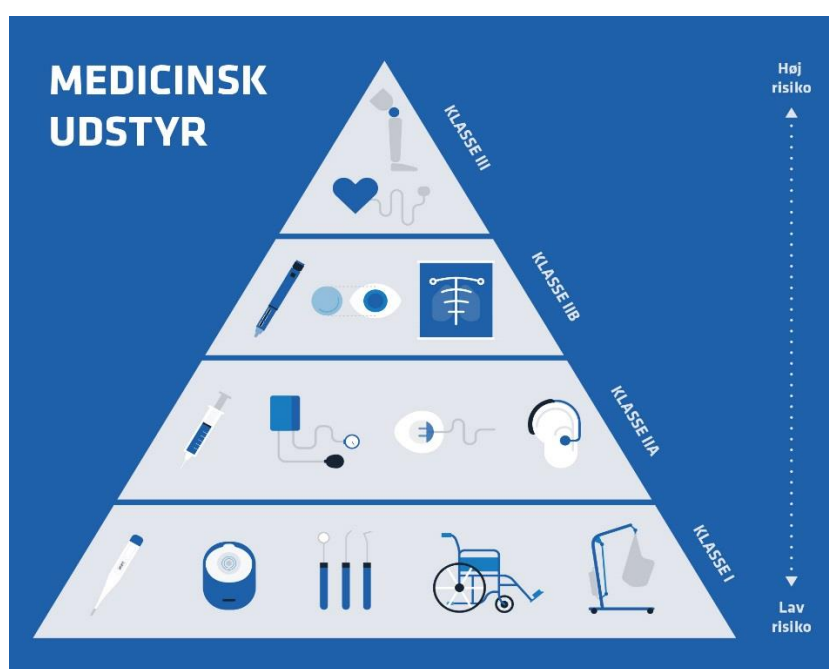 MEDICINSK
UDSTYR
Høj
risiko
KLASSE III
KLASSE IIB
KLASSE IIA
KLASSE I
Lav
risiko